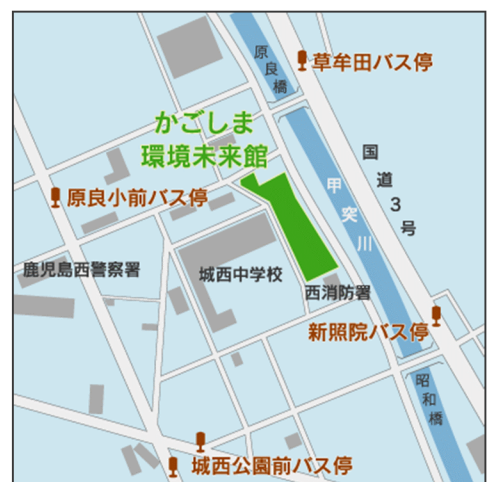 原良橋
草牟田バス停
かごしま
環境未来館
国道3号
原良小前バス停
甲突川
鹿児島西警察署
城西中学校
西消防署
新照院バス停
昭和橋
城西公園前バス停